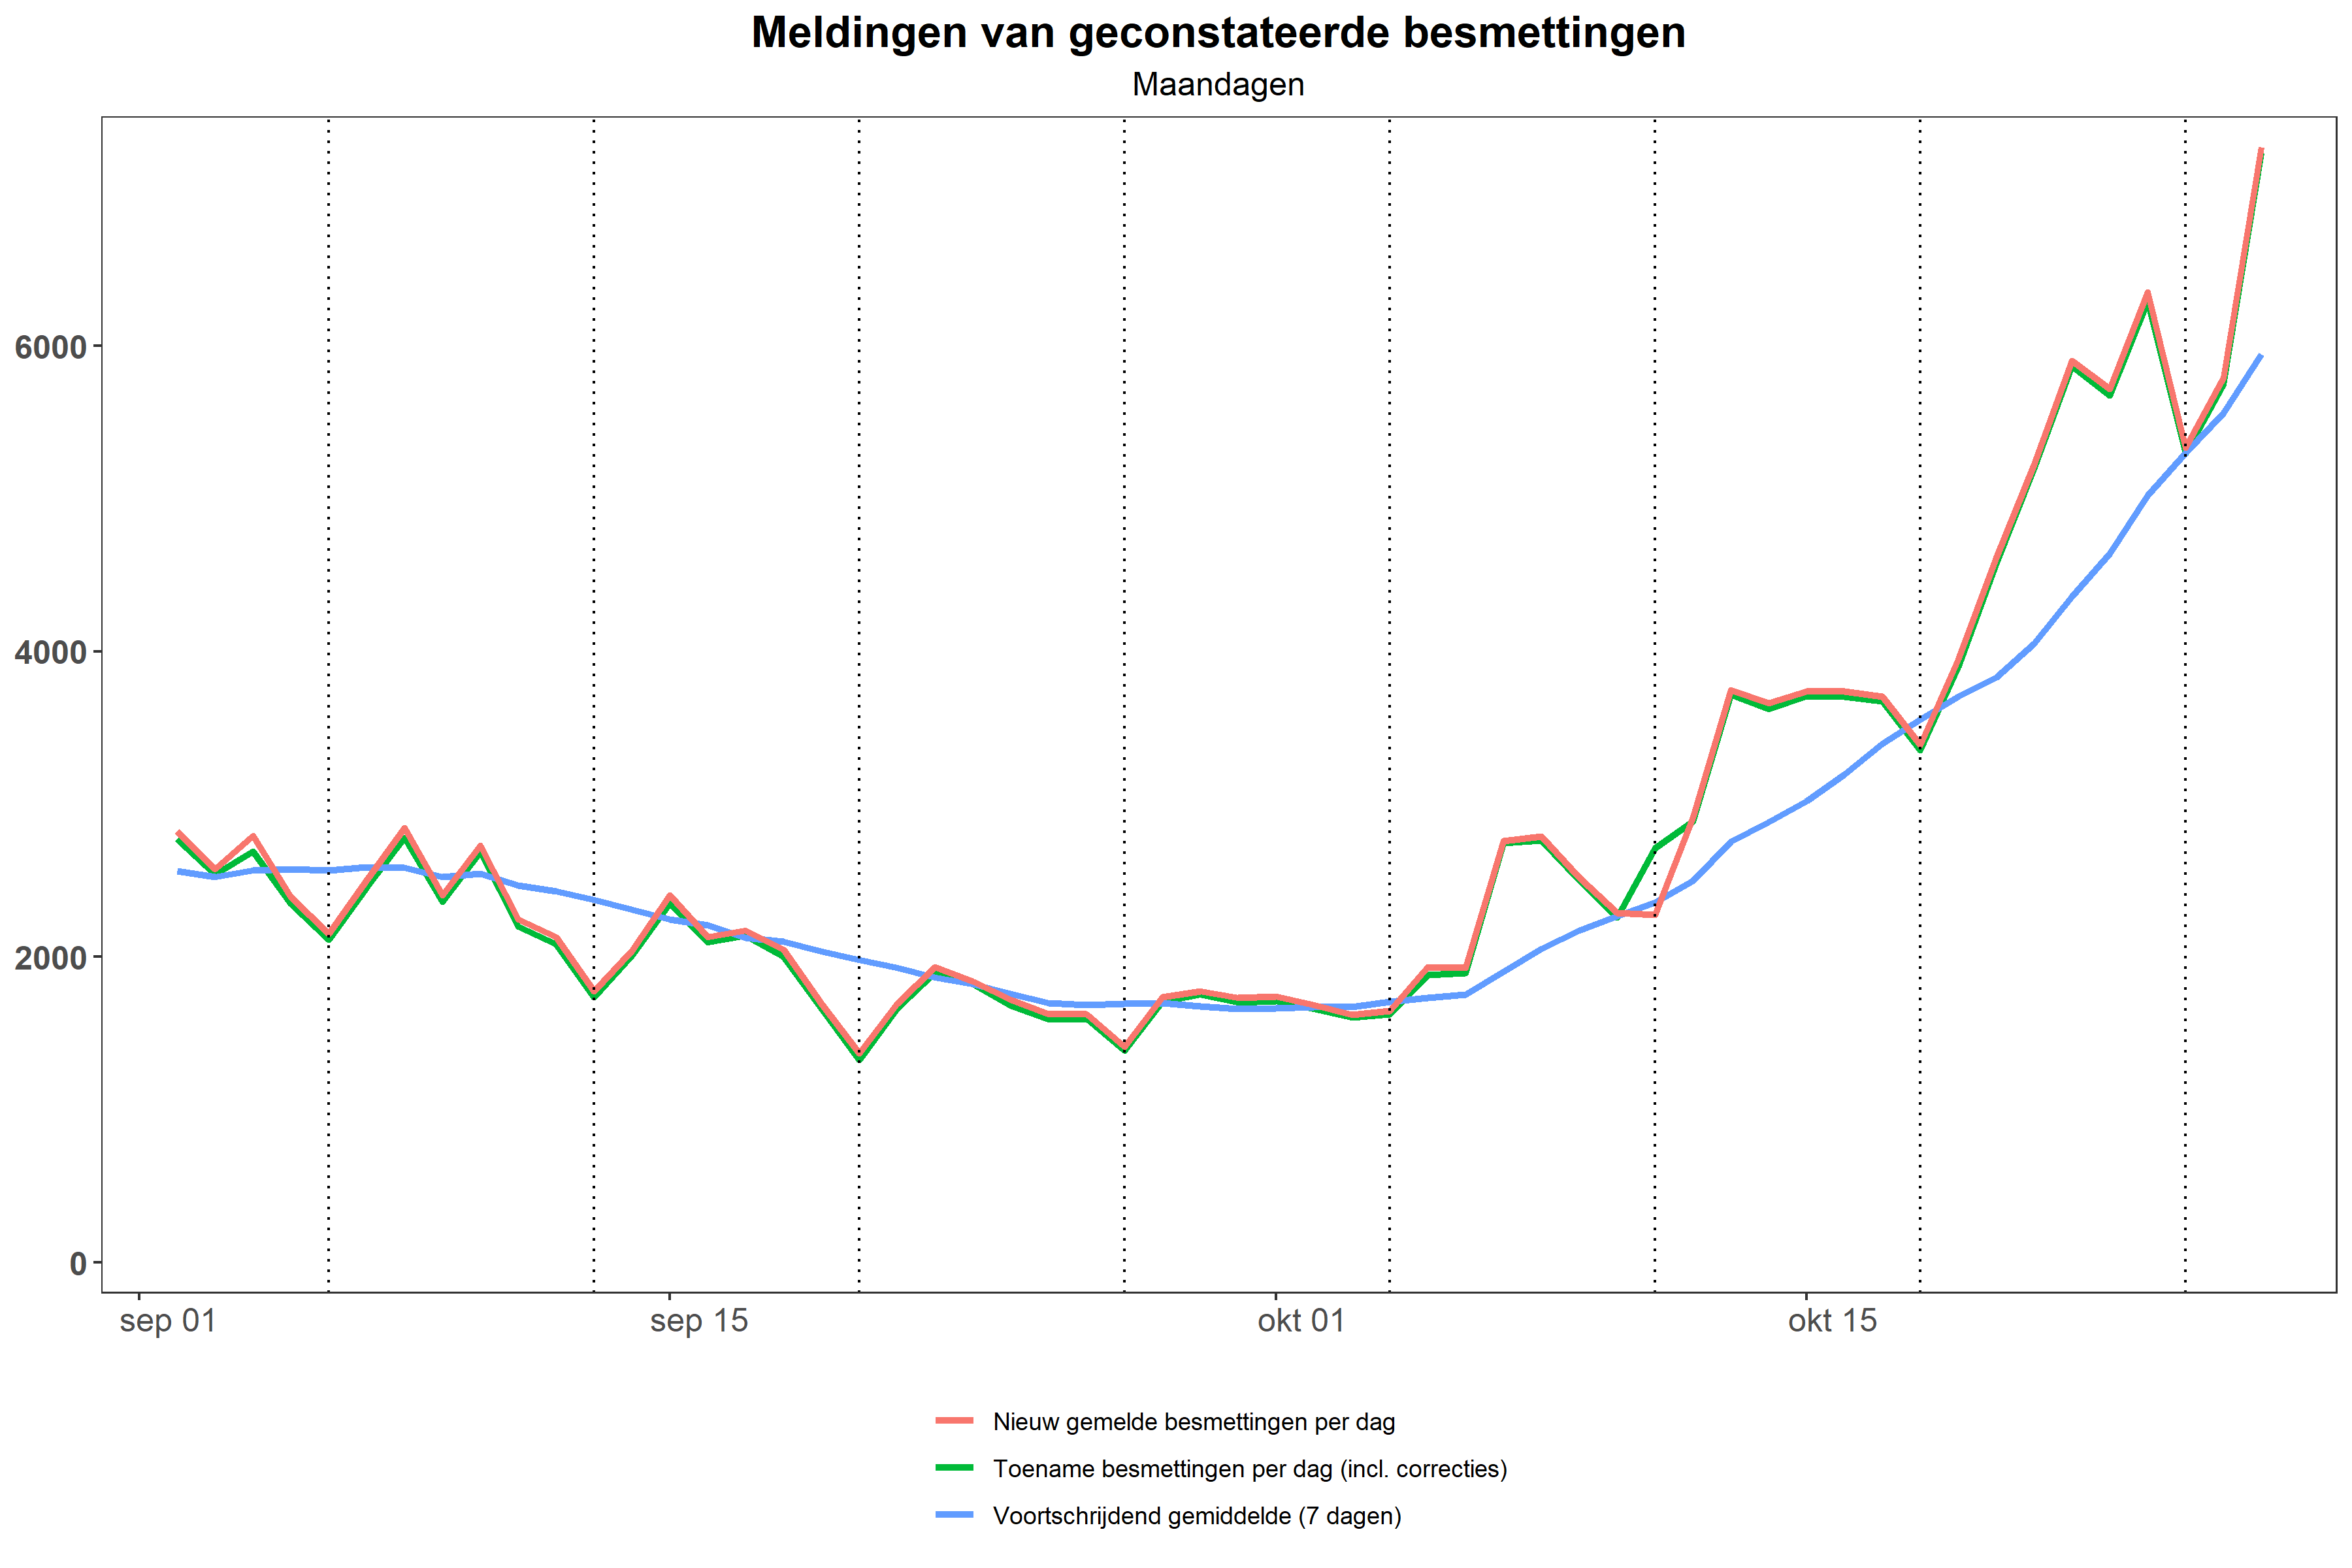 Meldingen van geconstateerde besmettingen
Maandagen
6000
4000
2000
0
sep 01 sep 15 okt 01 okt 15
Nieuw gemelde besmettingen per dag
Toename besmettingen per dag (incl. correcties)
Voortschrijdend gemiddelde (7 dagen)